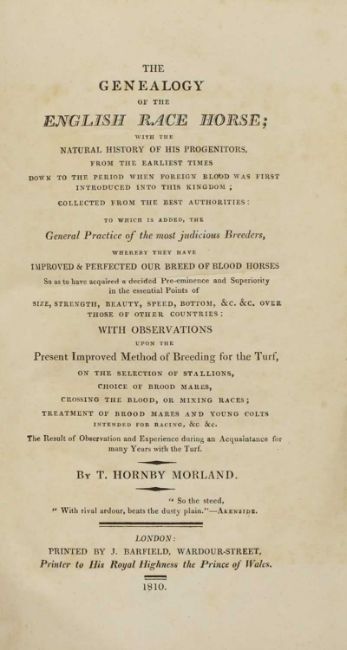 THE
GENEALOGY
OF THE
ENGLISH RACE HORSE;
WITH THE
NATURAL HISTORY OF HIS PROGENITORS,
FROM THE EARLIEST TIMES
DOWN TO THE PERIOD WHEN FOREIGN BLOOD WAS FIRST
INTRODUCED INTO THIS KINGDOM;
COLLECTED FROM THE BEST AUTHORITIES:
TO WHICH IS ADDED, THE
General Practice of the most judicious Breeders,
WHEREBY THEY HAVE
IMPROVED & PERFECTED OUR BREED OF BLOOD HORSES
So as to have acquired a decided Pre-eminence and Superiority
in the essential Points of
SIZE, STRENGTH, BEAUTY, SPEED, BOTTOM, &C. &C. OVER
THOSE OF OTHER COUNTRIES:
WITH OBSERVATIONS
UPON THE
Present Improved Method of Breeding for the Turf,
ON THE SELECTION OF STALLIONS,
CHOICE OF BROOD MARES,
CROSSING THE BLOOD, OR MIXING RACES;
TREATMENT OF BROOD MARES AND YOUNG COLTS
INTENDED FOR RACING, &c &c.
The Result of Observation and Experience during an Acquaintance for
many Years with the Turf.
BY T. HORNBY MORLAND.
"So the steed,
"With rival ardour, beats the dusty plain."—AKENSIDE.
LONDON:
PRINTED BY J. BARFIELD, WARDOUR-STREET,
Printer to His Royal Highness the Prince of Wales.
1810.